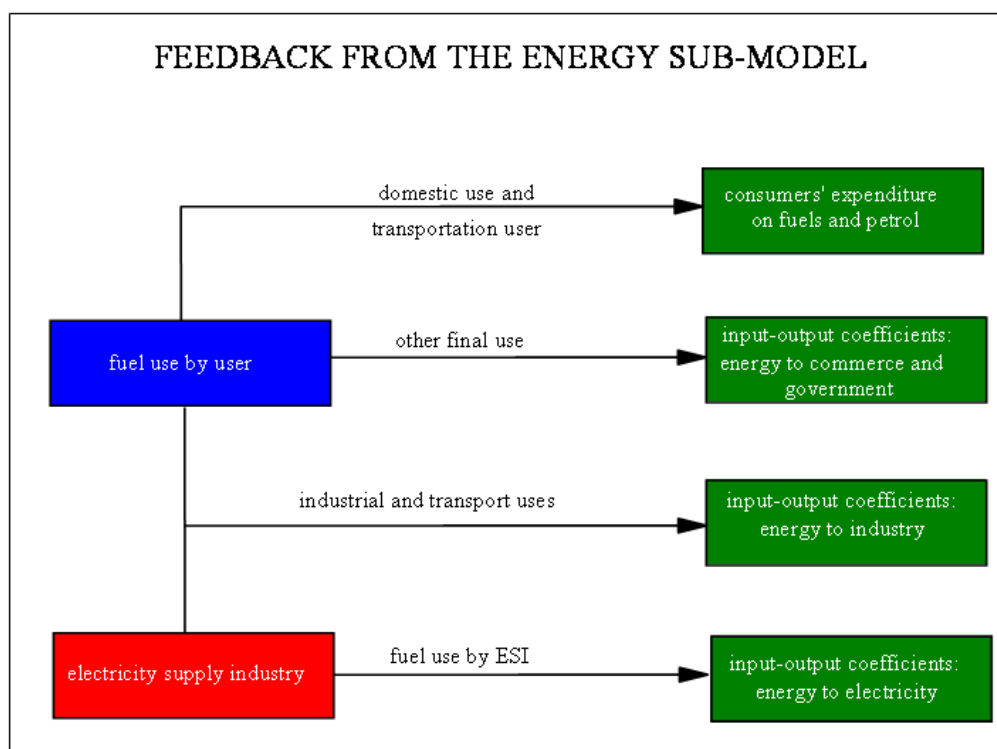 FEEDBACK FROM THE ENERGY SUB-MODEL
domestic use and
transportation user
consumers' expenditure
on fuels and petrol
fuel use by user
other final use
input-output coefficients:
energy to commerce and
government
industrial and transport uses
input-output coefficients:
energy to industry
electricity supply industry
fuel use by ESI
input-output coefficients:
energy to electricity